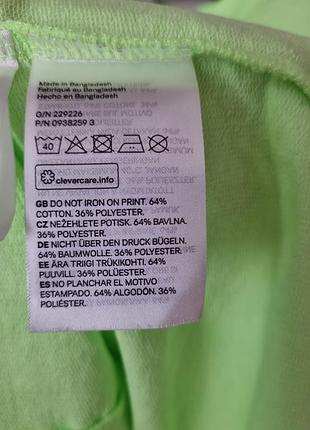 Made in Bangladesh
Fabriqué au Bangladesh
Hecho en Bangladesh
O/N 229226
P/N 0938259 3
40
clevercare.info
GB DO NOT IRON ON PRINT. 64%
COTTON. 36% POLYESTER.
CZ NEŽEHLETE POTISK. 64% BAVLNA.
36% POLYESTER.
DE NICHT ÜBER DEN DRUCK BÜGELN.
64% BAUMWOLLE. 36% POLYESTER.
EE ÄRA TRIIGI TRÜKIKOHTI. 64%
PUUVILL. 36% POLÜESTER.
ES NO PLANCHAR EL MOTIVO
ESTAMPADO. 64% ALGODÓN. 36%
POLIÉSTER.